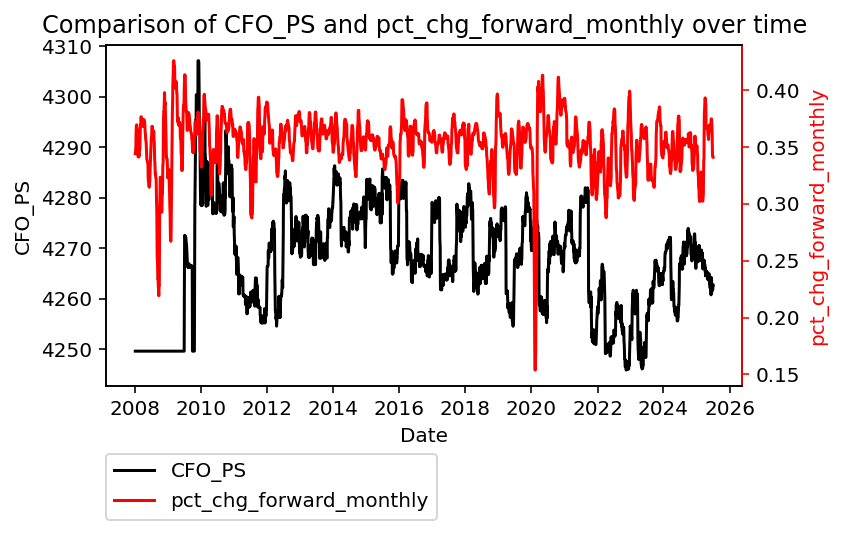 Comparison of CFO_PS and pct_chg_forward_monthly over time
4310
4300
4290
4280
4270
4260
4250
CFO_PS
0.40
0.35
0.30
0.25
0.20
0.15
pct_chg_forward_monthly
2008 2010 2012 2014 2016 2018 2020 2022 2024 2026
Date
CFO_PS
pct_chg_forward_monthly